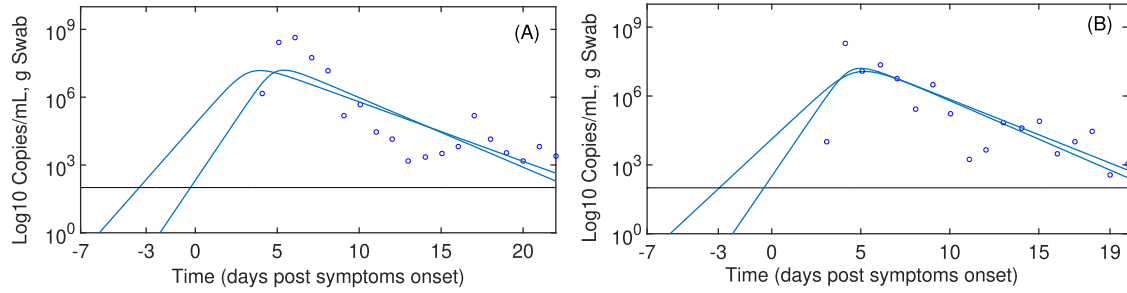 (A)
Log10 Copies/mL, g Swab
10^9
10^6
10^3
10^0
-7 -3 0 5 10 15 20
Time (days post symptoms onset)
(B)
Log10 Copies/mL, g Swab
10^9
10^6
10^3
10^0
-7 -3 0 5 10 15 19
Time (days post symptoms onset)